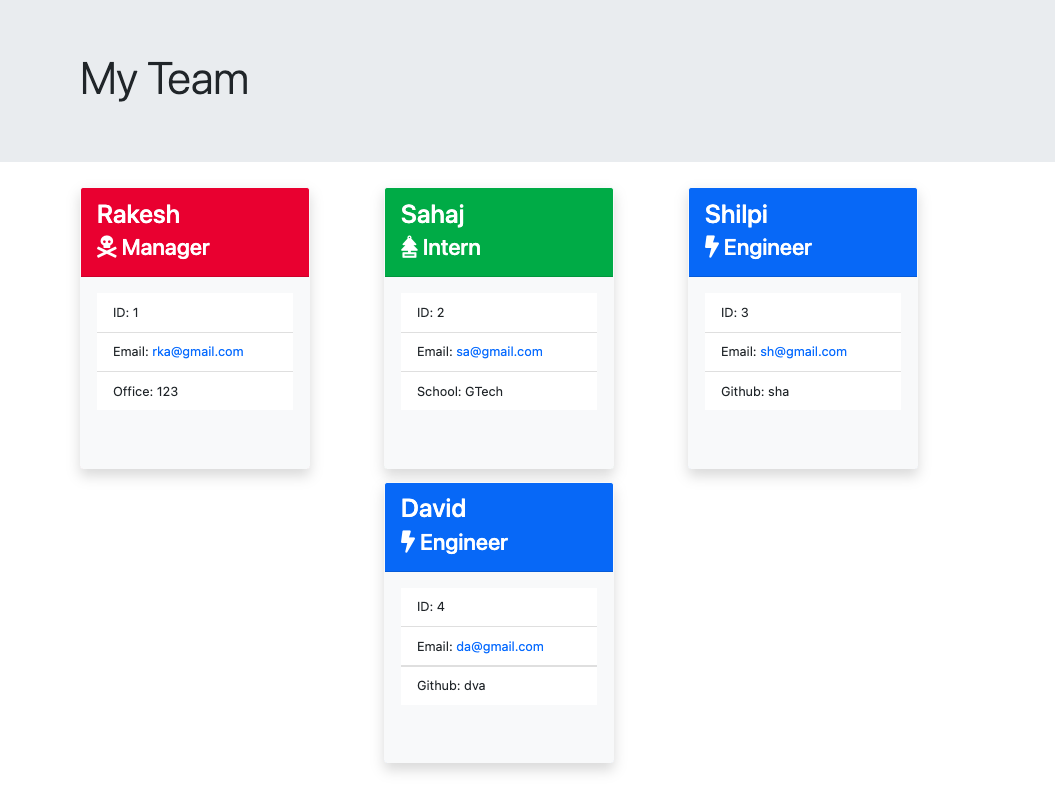 My Team
Rakesh
Manager
ID: 1
Email: rka@gmail.com
Office: 123
Sahaj
Intern
ID: 2
Email: sa@gmail.com
School: GTech
Shilpi
Engineer
ID: 3
Email: sh@gmail.com
Github: sha
David
Engineer
ID: 4
Email: da@gmail.com
Github: dva